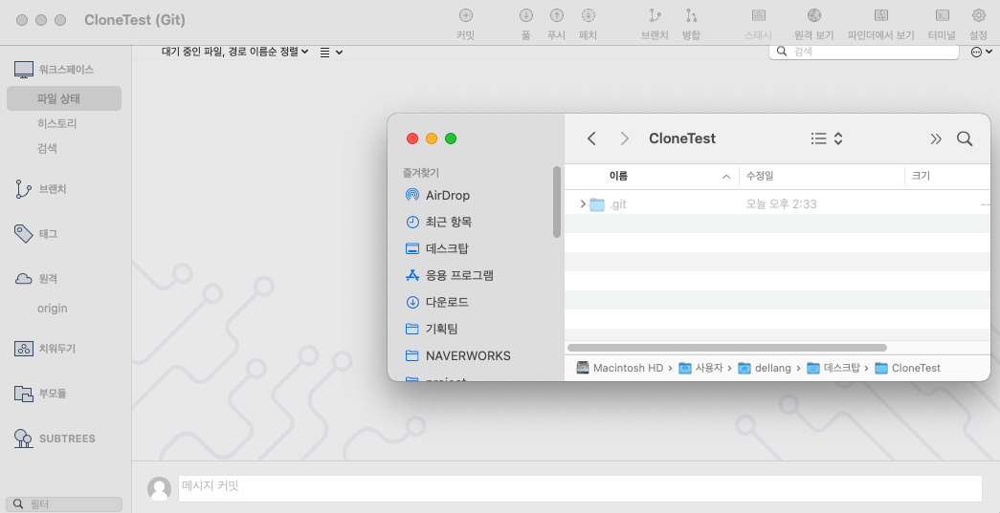 CloneTest (Git)
커밋
풀
푸시
페치
브랜치
병합
스태시
원격 보기
파인더에서 보기
터미널
설정
대기 중인 파일, 경로 이름순 정렬
검색
워크스페이스
파일 상태
히스토리
검색
브랜치
태그
원격
origin
치워두기
부모듈
SUBTREES
필터
CloneTest
즐겨찾기
AirDrop
최근 항목
데스크탑
응용 프로그램
다운로드
기획팀
NAVERWORKS
project
이름
수정일
크기
.git
오늘 오후 2:33
--
Macintosh HD
사용자
dellang
데스크탑
CloneTest
메시지 커밋